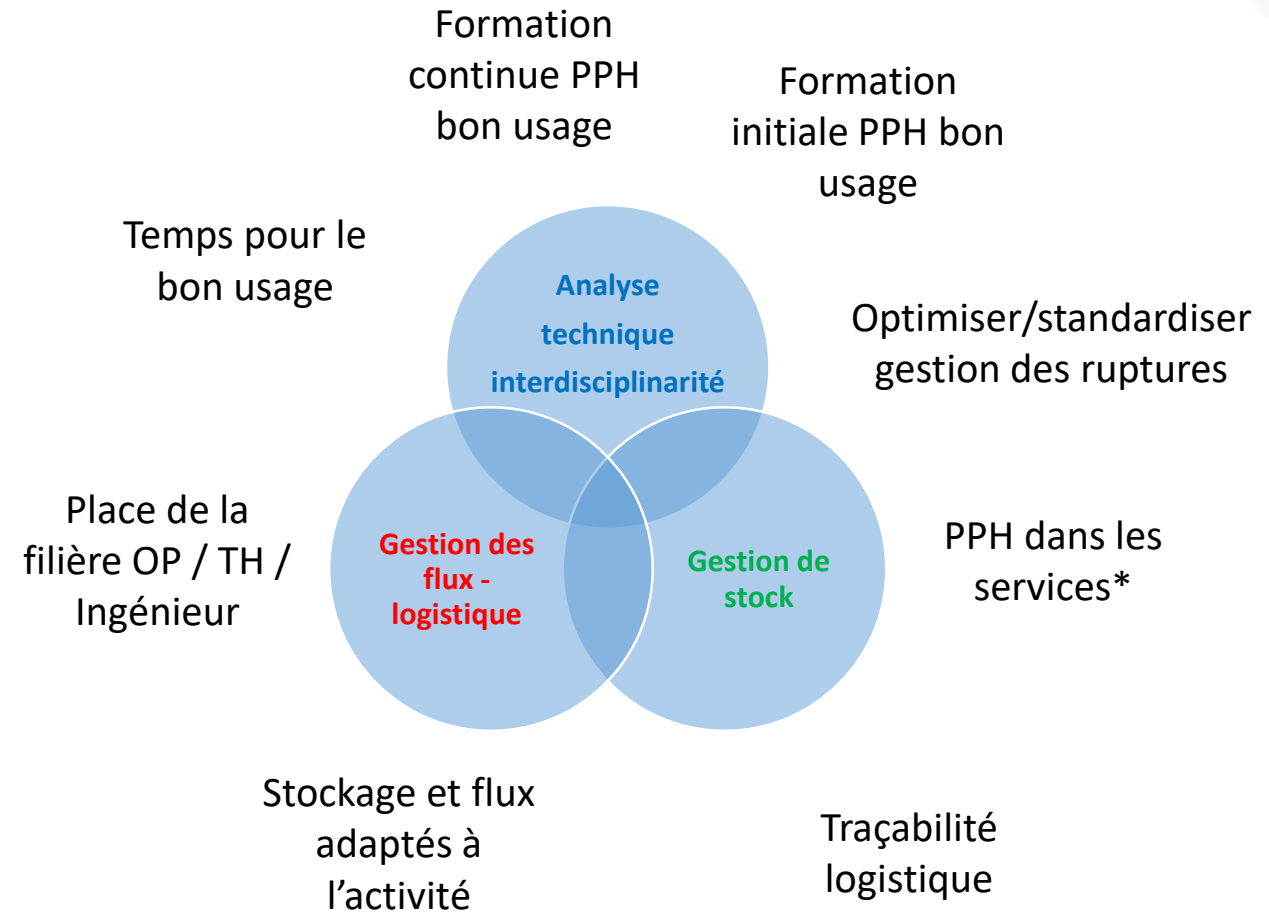 Formation
continue PPH
bon usage
Formation
initiale PPH bon
usage
Temps pour le
bon usage
Analyse
technique
interdisciplinarité
Optimiser/standardiser
gestion des ruptures
Place de la
filière OP / TH /
Ingénieur
Gestion des
flux -
logistique
Gestion de
stock
PPH dans les
services*
Stockage et flux
adaptés à
l’activité
Traçabilité
logistique